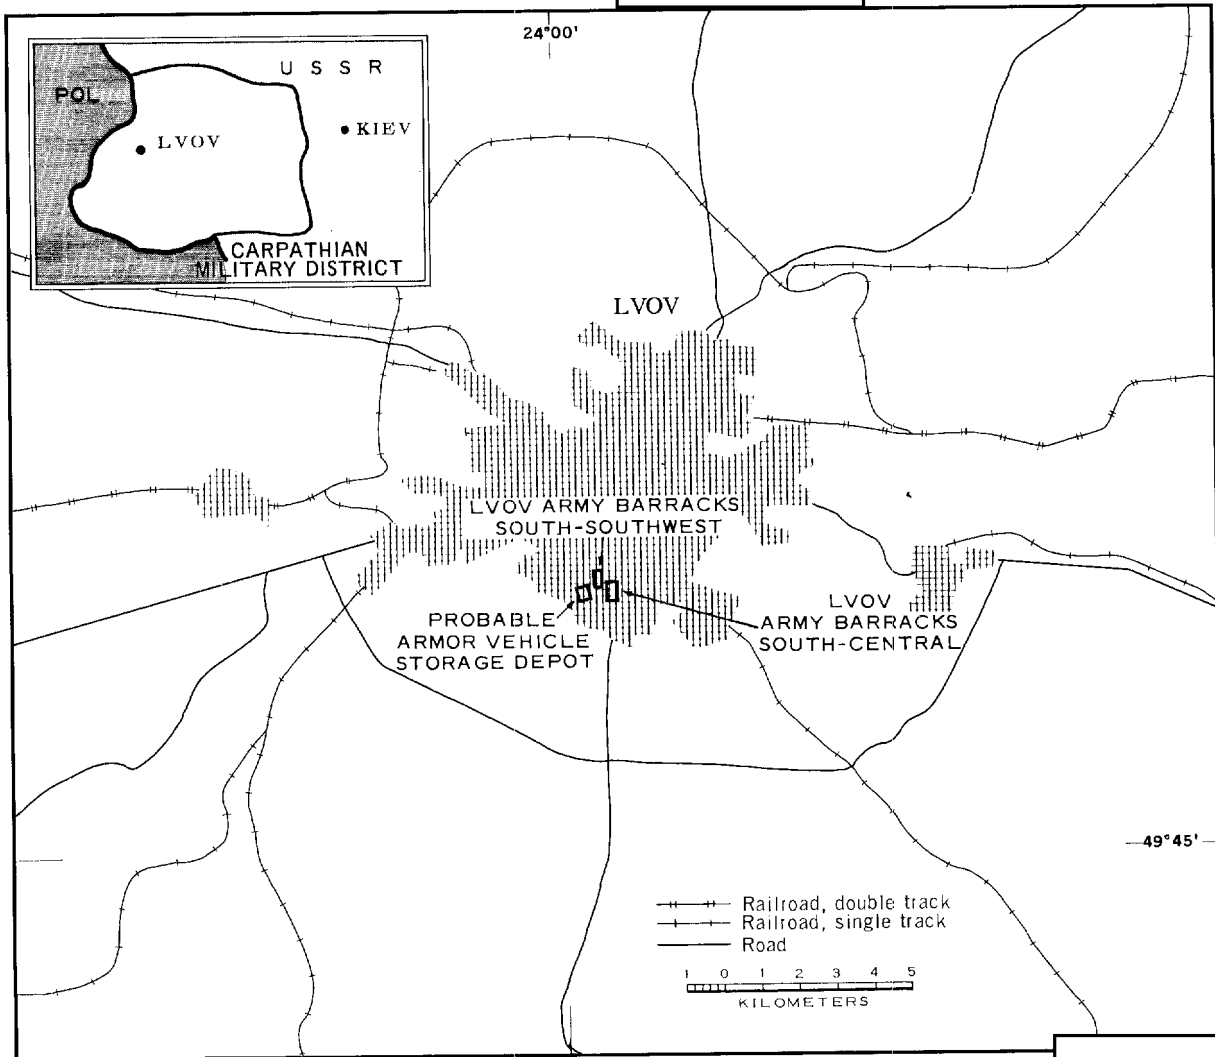 24°00'
U S S R
POL
LVOV
KIEV
CARPATHIAN
MILITARY DISTRICT
LVOV
LVOV ARMY BARRACKS
SOUTH-SOUTHWEST
PROBABLE
ARMOR VEHICLE
STORAGE DEPOT
LVOV
ARMY BARRACKS
SOUTH-CENTRAL
49°45'
Railroad, double track
Railroad, single track
Road
1 0 1 2 3 4 5
KILOMETERS